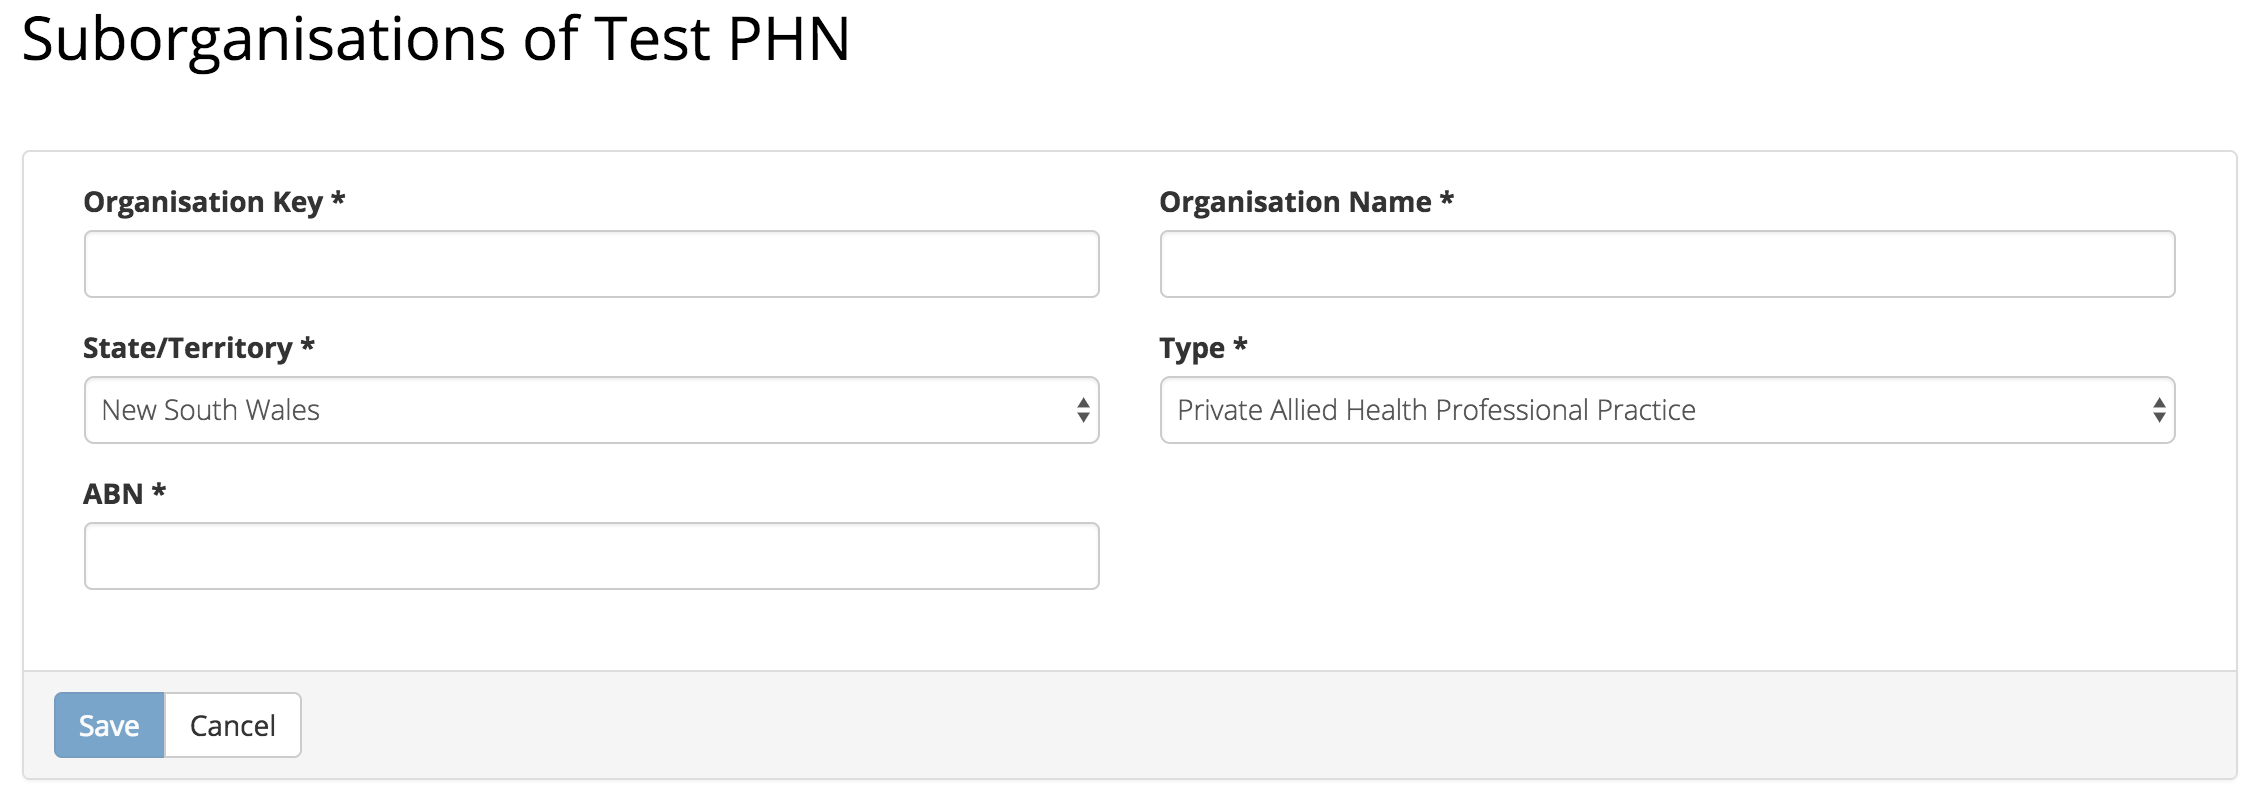 Suborganisations of Test PHN
Organisation Key *
Organisation Name *
State/Territory *
Type *
New South Wales
Private Allied Health Professional Practice
ABN *
Save
Cancel